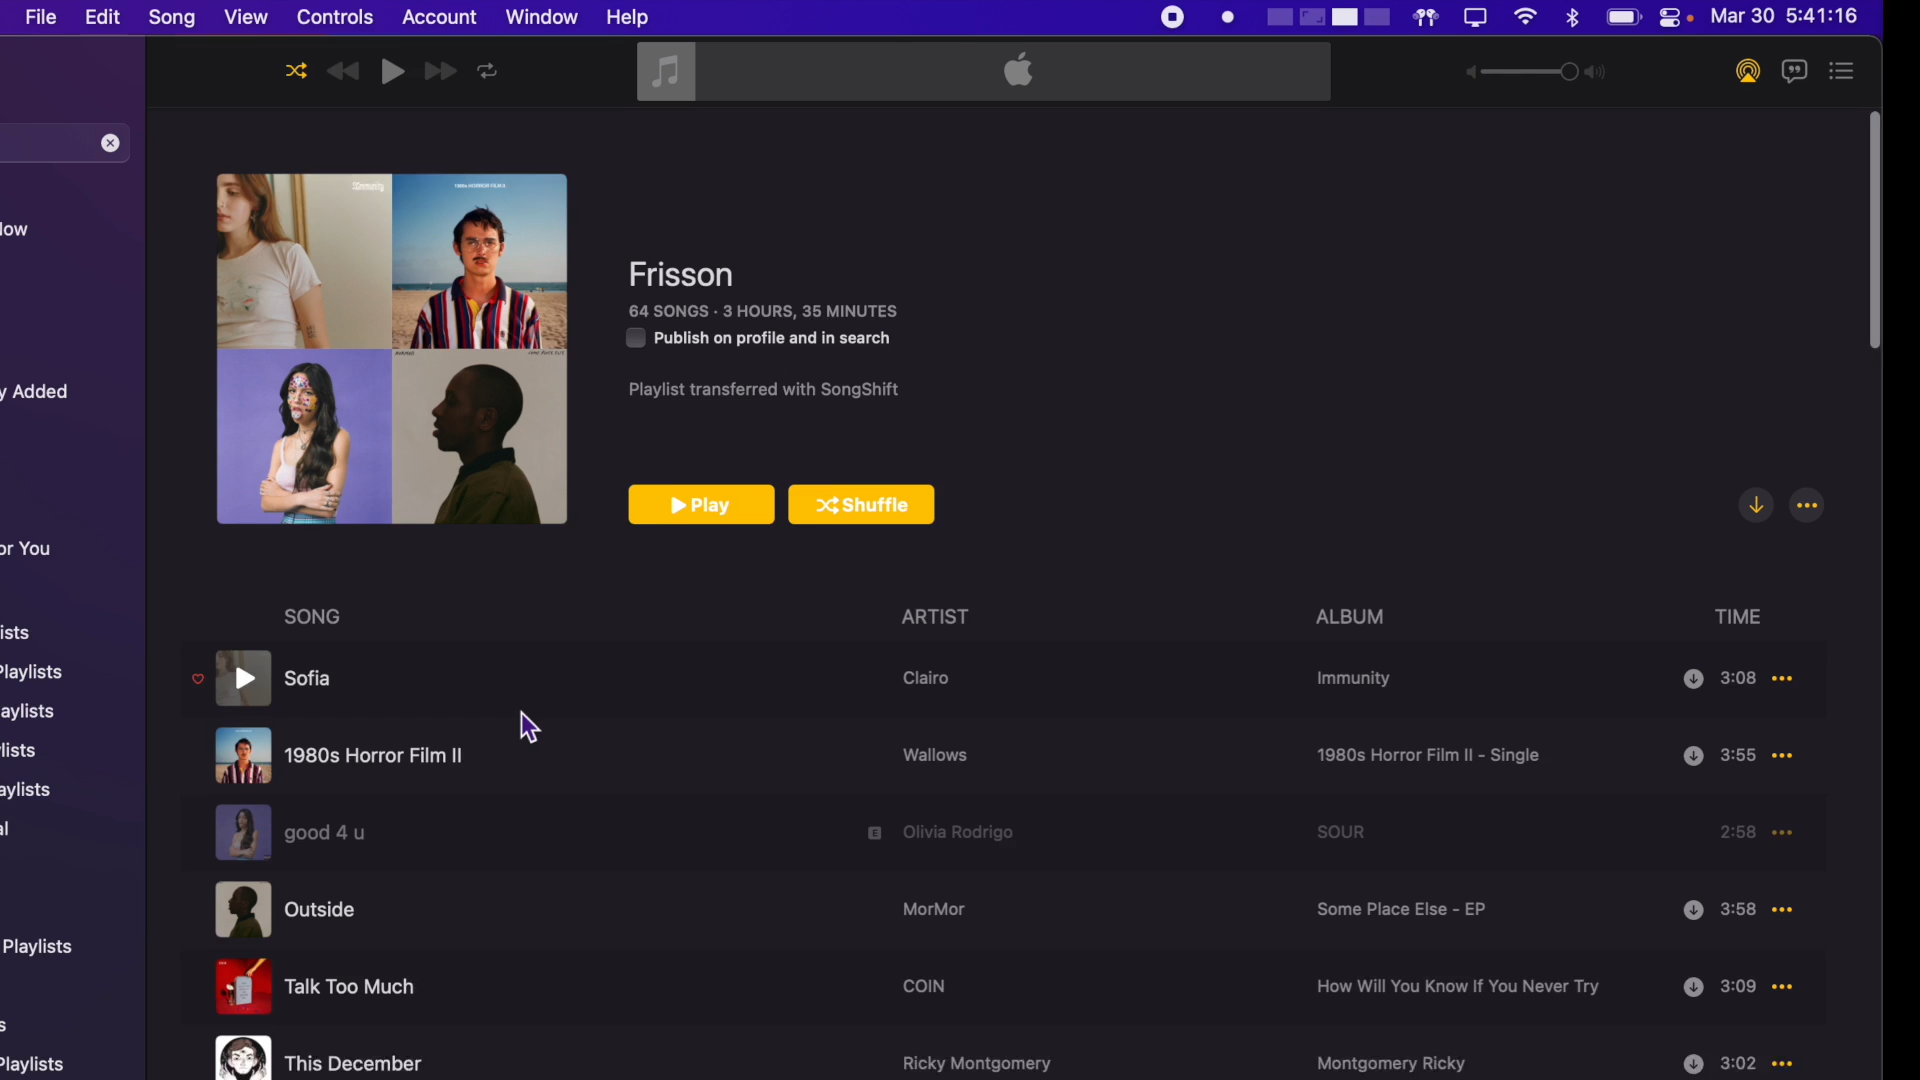 File Edit Song View Controls Account Window Help Mar 30 5:41:16
low
y Added
or You
ists
Playlists
aylists
lists
aylists
al
Playlists
s
Playlists
Frisson
64 SONGS · 3 HOURS, 35 MINUTES
Publish on profile and in search
Playlist transferred with SongShift
Play Shuffle
SONG ARTIST ALBUM TIME
Sofia Clairo Immunity 3:08
1980s Horror Film II Wallows 1980s Horror Film II - Single 3:55
good 4 u E Olivia Rodrigo SOUR 2:58
Outside MorMor Some Place Else - EP 3:58
Talk Too Much COIN How Will You Know If You Never Try 3:09
This December Ricky Montgomery Montgomery Ricky 3:02